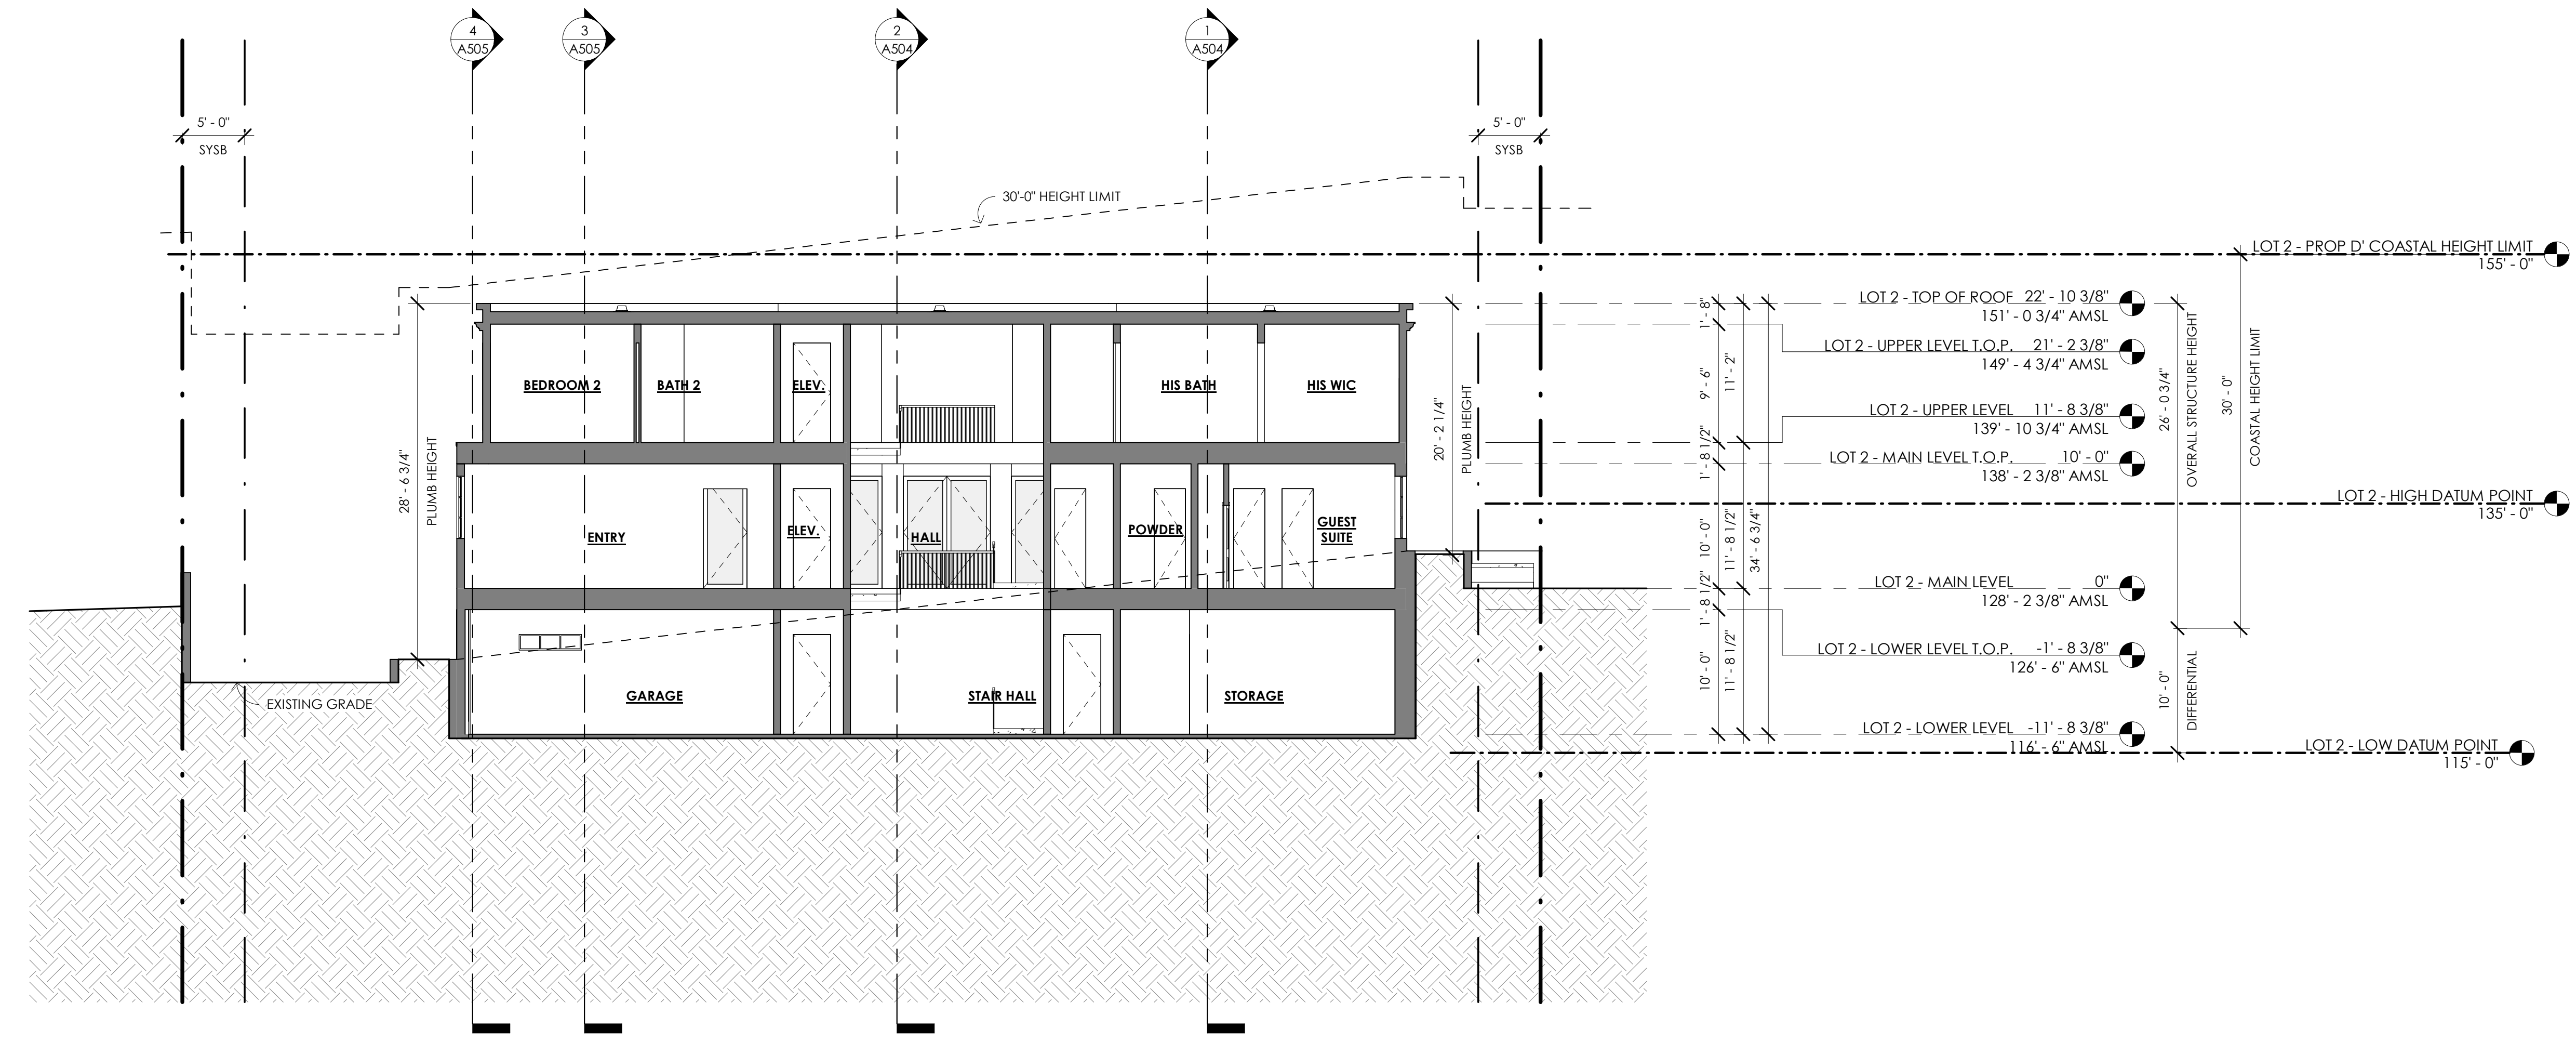 4
A505
3
A505
2
A504
1
A504
5' - 0"
SYSB
5' - 0"
SYSB
30'-0" HEIGHT LIMIT
LOT 2 - PROP D' COASTAL HEIGHT LIMIT
155' - 0"
LOT 2 - TOP OF ROOF 22' - 10 3/8"
151' - 0 3/4" AMSL
LOT 2 - UPPER LEVEL T.O.P. 21' - 2 3/8"
149' - 4 3/4" AMSL
LOT 2 - UPPER LEVEL 11' - 8 3/8"
139' - 10 3/4" AMSL
LOT 2 - MAIN LEVEL T.O.P. 10' - 0"
138' - 2 3/8" AMSL
LOT 2 - HIGH DATUM POINT
135' - 0"
LOT 2 - MAIN LEVEL 0"
128' - 2 3/8" AMSL
LOT 2 - LOWER LEVEL T.O.P. -1' - 8 3/8"
126' - 6" AMSL
LOT 2 - LOWER LEVEL -11' - 8 3/8"
116' - 6" AMSL
LOT 2 - LOW DATUM POINT
115' - 0"
BEDROOM 2
BATH 2
ELEV.
HIS BATH
HIS WIC
ENTRY
ELEV.
HALL
POWDER
GUEST
SUITE
GARAGE
STAIR HALL
STORAGE
EXISTING GRADE
28' - 6 3/4"
PLUMB HEIGHT
20' - 2 1/4"
PLUMB HEIGHT
1' - 8"
9' - 6"
1' - 8 1/2"
10' - 0"
1' - 8 1/2"
10' - 0"
11' - 2"
11' - 8 1/2"
11' - 8 1/2"
34' - 6 3/4"
26' - 0 3/4"
OVERALL STRUCTURE HEIGHT
10' - 0"
DIFFERENTIAL
30' - 0"
COASTAL HEIGHT LIMIT